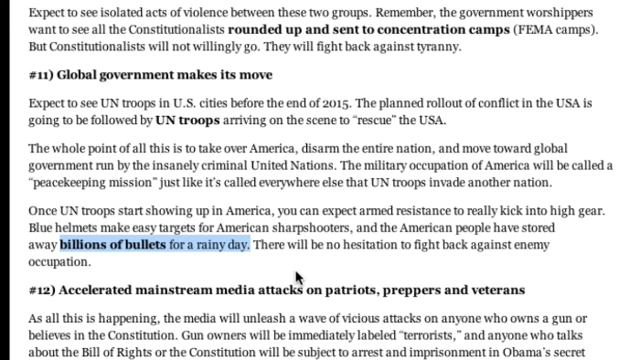 Expect to see isolated acts of violence between these two groups. Remember, the government worshippers
want to see all the Constitutionalists rounded up and sent to concentration camps (FEMA camps).
But Constitutionalists will not willingly go. They will fight back against tyranny.
#11) Global government makes its move
Expect to see UN troops in U.S. cities before the end of 2015. The planned rollout of conflict in the USA is
going to be followed by UN troops arriving on the scene to “rescue” the USA.
The whole point of all this is to take over America, disarm the entire nation, and move toward global
government run by the insanely criminal United Nations. The military occupation of America will be called a
“peacekeeping mission” just like it’s called everywhere else that UN troops invade another nation.
Once UN troops start showing up in America, you can expect armed resistance to really kick into high gear.
Blue helmets make easy targets for American sharpshooters, and the American people have stored
away billions of bullets for a rainy day. There will be no hesitation to fight back against enemy
occupation.
#12) Accelerated mainstream media attacks on patriots, preppers and veterans
As all this is happening, the media will unleash a wave of vicious attacks on anyone who owns a gun or
believes in the Constitution. Gun owners will be immediately labeled “terrorists,” and anyone who talks
about the Bill of Rights or the Constitution will be subject to arrest and imprisonment in Obama’s secret